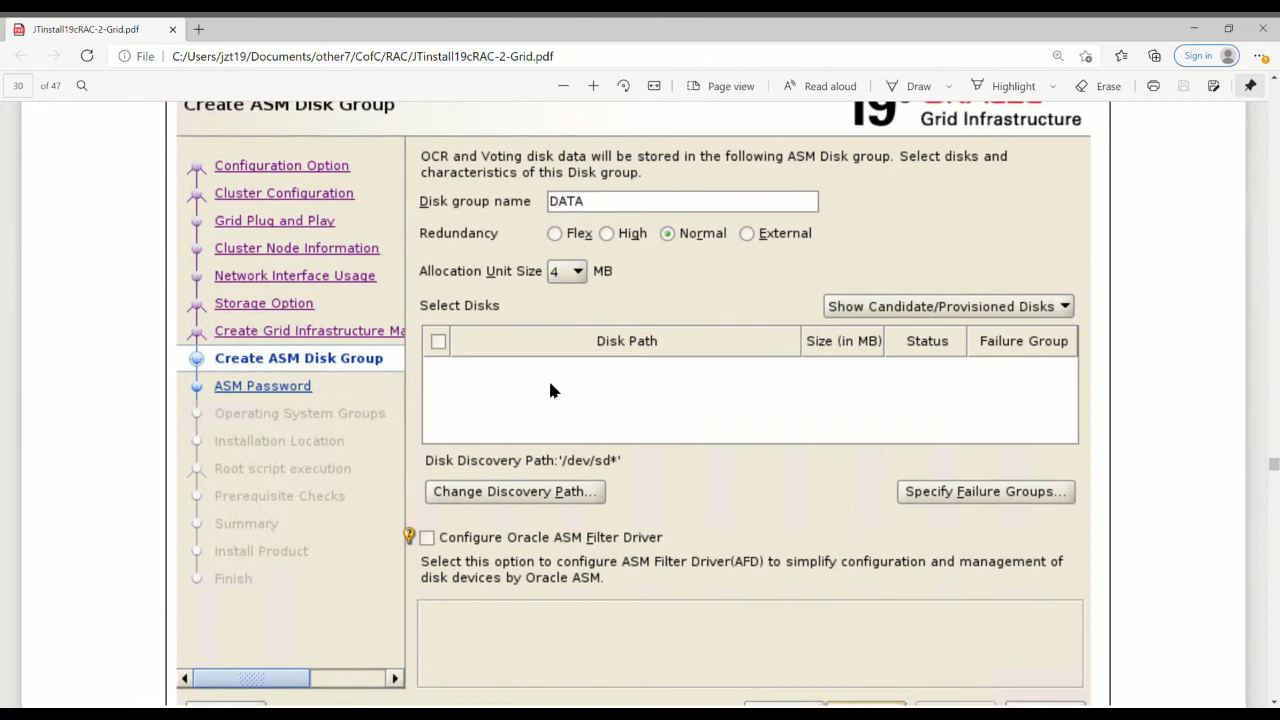 JTinstall19cRAC-2-Grid.pdf
File C:/Users/jzt19/Documents/other7/CofC/RAC/JTinstall19cRAC-2-Grid.pdf Sign in
30 of 47 Page view Read aloud Draw Highlight Erase
Create ASM Disk Group
19c ORACLE
Grid Infrastructure
Configuration Option
Cluster Configuration
Grid Plug and Play
Cluster Node Information
Network Interface Usage
Storage Option
Create Grid Infrastructure Ma
Create ASM Disk Group
ASM Password
Operating System Groups
Installation Location
Root script execution
Prerequisite Checks
Summary
Install Product
Finish
OCR and Voting disk data will be stored in the following ASM Disk group. Select disks and
characteristics of this Disk group.
Disk group name DATA
Redundancy Flex High Normal External
Allocation Unit Size 4 MB
Select Disks Show Candidate/Provisioned Disks
Disk Path Size (in MB) Status Failure Group
Disk Discovery Path:'/dev/sd*'
Change Discovery Path... Specify Failure Groups...
Configure Oracle ASM Filter Driver
Select this option to configure ASM Filter Driver(AFD) to simplify configuration and management of
disk devices by Oracle ASM.